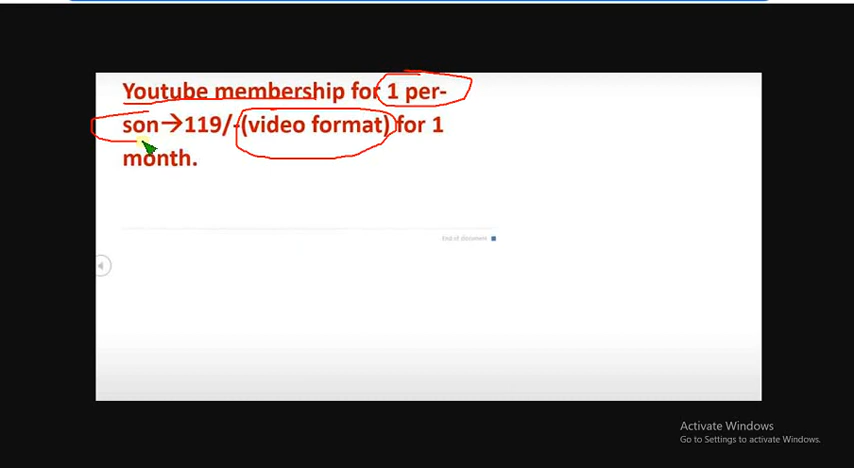 Youtube membership for 1 per-
son→119/-(video format) for 1
month.
End of document
Activate Windows
Go to Settings to activate Windows.